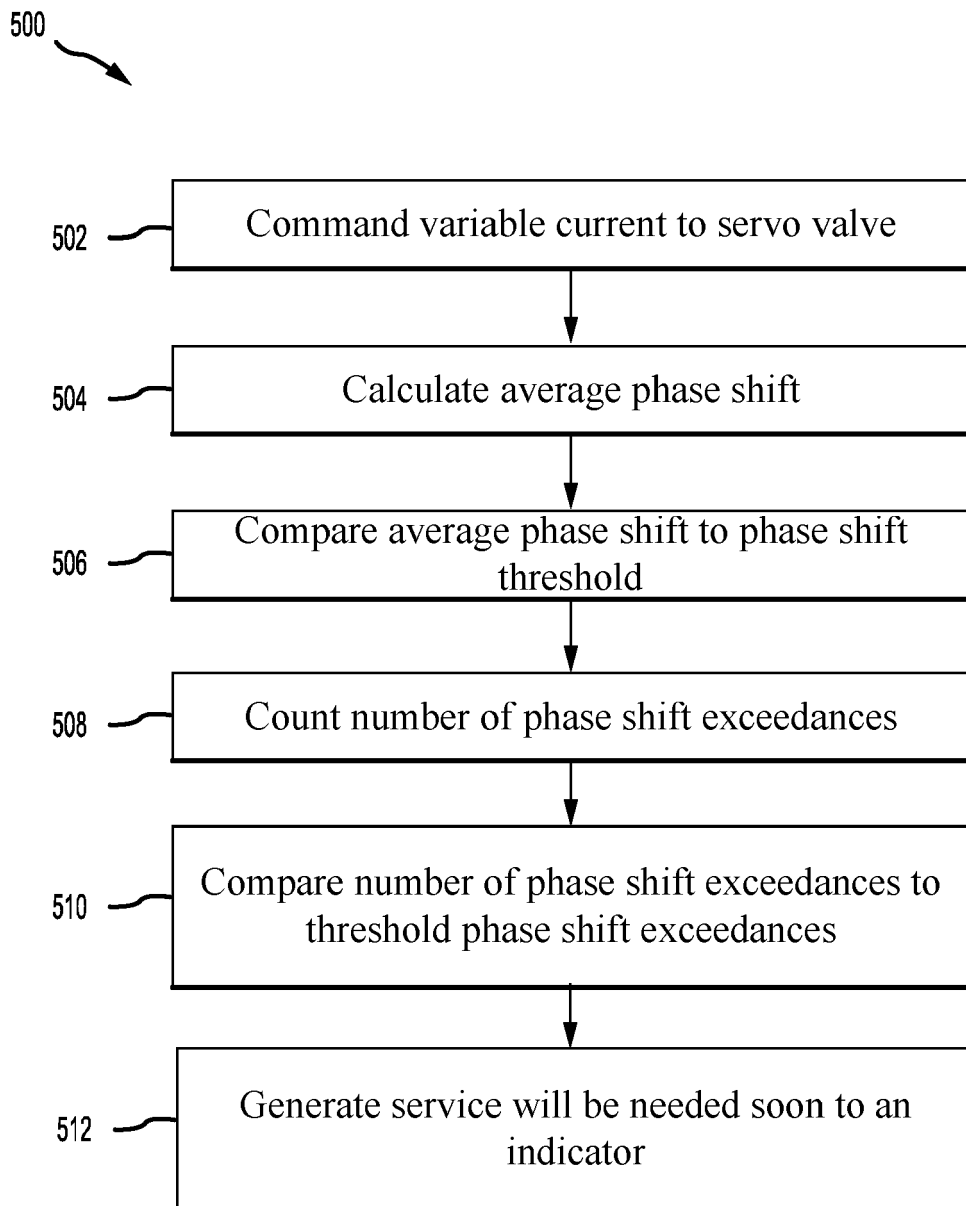 500
502
Command variable current to servo valve
504
Calculate average phase shift
506
Compare average phase shift to phase shift
threshold
508
Count number of phase shift exceedances
510
Compare number of phase shift exceedances to
threshold phase shift exceedances
512
Generate service will be needed soon to an
indicator